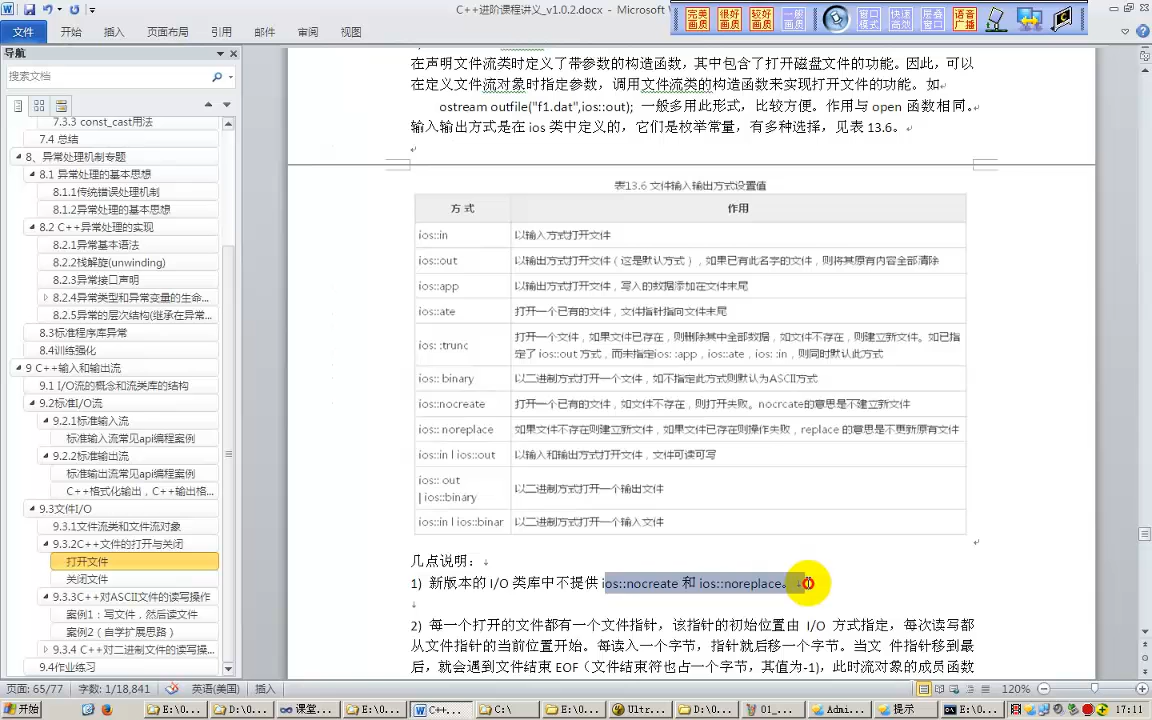 C++进阶课程讲义_v1.0.2.docx - Microsoft
完美画质 很好画质 较好画质 一般画质 窗口模式 快速高效 屏叠窗口 语音广播
文件 开始 插入 页面布局 引用 邮件 审阅 视图
导航
搜索文档
7.3.3 const_cast用法
7.4 总结
8、异常处理机制专题
8.1 异常处理的基本思想
8.1.1传统错误处理机制
8.1.2异常处理的基本思想
8.2 C++异常处理的实现
8.2.1异常基本语法
8.2.2栈解旋(unwinding)
8.2.3异常接口声明
8.2.4异常类型和异常变量的生命...
8.2.5异常的层次结构(继承在异常...
8.3标准程序库异常
8.4训练强化
9 C++输入和输出流
9.1 I/O流的概念和流类库的结构
9.2标准I/O流
9.2.1标准输入流
标准输入流常见api编程案例
9.2.2标准输出流
标准输出流常见api编程案例
C++格式化输出，C++输出格...
9.3文件I/O
9.3.1文件流类和文件流对象
9.3.2C++文件的打开与关闭
打开文件
关闭文件
9.3.3C++对ASCII文件的读写操作
案例1：写文件，然后读文件
案例2（自学扩展思路）
9.3.4 C++对二进制文件的读写操...
9.4作业练习
在声明文件流类时定义了带参数的构造函数，其中包含了打开磁盘文件的功能。因此，可以
在定义文件流对象时指定参数，调用文件流类的构造函数来实现打开文件的功能。如
ostream outfile("f1.dat",ios::out); 一般多用此形式，比较方便。作用与 open 函数相同。
输入输出方式是在 ios 类中定义的，它们是枚举常量，有多种选择，见表 13.6。
表13.6 文件输入输出方式设置值
方 式 作用
ios::in 以输入方式打开文件
ios::out 以输出方式打开文件（这是默认方式），如果已有此名字的文件，则将其原有内容全部清除
ios::app 以输出方式打开文件，写入的数据添加在文件末尾
ios::ate 打开一个已有的文件，文件指针指向文件末尾
ios: :trunc 打开一个文件，如果文件已存在，则删除其中全部数据，如文件不存在，则建立新文件。如已指
定了 ios::out 方式，而未指定ios: :app，ios::ate，ios: :in，则同时默认此方式
ios:: binary 以二进制方式打开一个文件，如不指定此方式则默认为ASCII方式
ios::nocreate 打开一个已有的文件，如文件不存在，则打开失败。nocrcate的意思是不建立新文件
ios:: noreplace 如果文件不存在则建立新文件，如果文件已存在则操作失败，replace 的意思是不更新原有文件
ios::in l ios::out 以输入和输出方式打开文件，文件可读可写
ios:: out
| ios::binary 以二进制方式打开一个输出文件
ios::in l ios::binar 以二进制方式打开一个输入文件
几点说明：
1) 新版本的 I/O 类库中不提供 ios::nocreate 和 ios::noreplace。
2) 每一个打开的文件都有一个文件指针，该指针的初始位置由 I/O 方式指定，每次读写都
从文件指针的当前位置开始。每读入一个字节，指针就后移一个字节。当文 件指针移到最
后，就会遇到文件结束 EOF（文件结束符也占一个字节，其值为-1)，此时流对象的成员函数
页面: 65/77 字数: 1/18,841 英语(美国) 插入 120%
开始 E:\0... D:\0... 课堂... E:\0... C++... C:\ E:\0... Ultr... D:\0... 01_... Admi... 提示 E:\0... 17:11